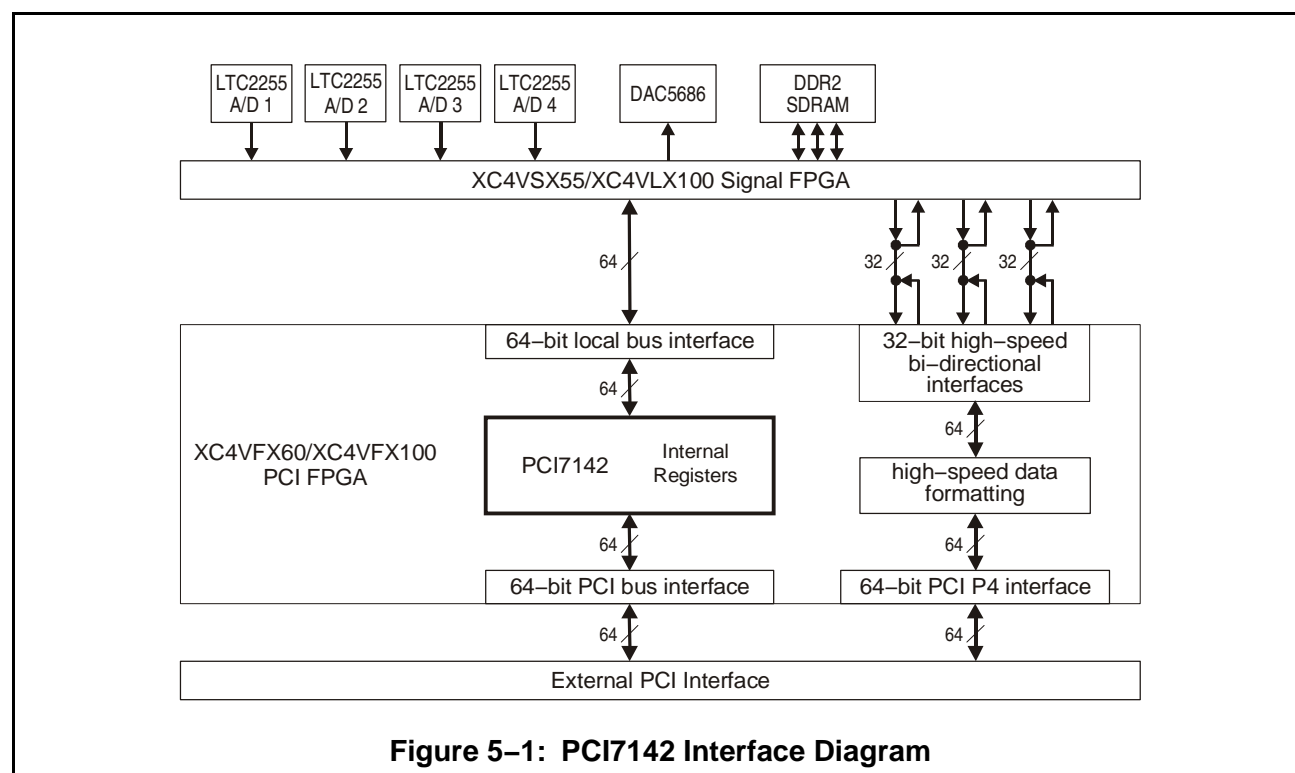 LTC2255
A/D 1
LTC2255
A/D 2
LTC2255
A/D 3
LTC2255
A/D 4
DAC5686
DDR2
SDRAM
XC4VSX55/XC4VLX100 Signal FPGA
64
32
32
32
64–bit local bus interface
32-bit high–speed
bi–directional
interfaces
64
64
XC4VFX60/XC4VFX100
PCI FPGA
PCI7142
Internal
Registers
high–speed data
formatting
64
64
64–bit PCI bus interface
64–bit PCI P4 interface
64
64
External PCI Interface
Figure 5–1: PCI7142 Interface Diagram